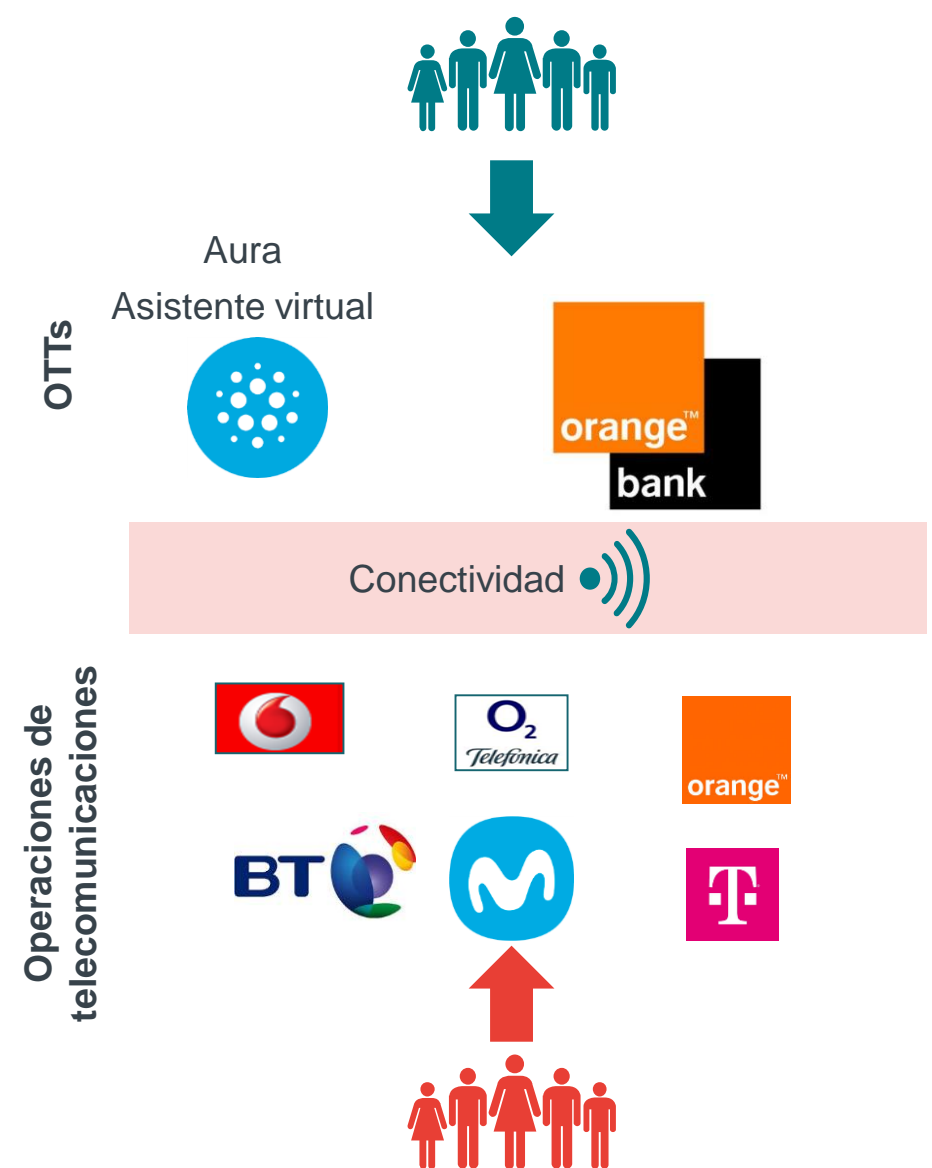 Aura
Asistente virtual
OTTs
orange™
bank
Conectividad
Operaciones de
telecomunicaciones
O2
Telefónica
orange™
BT
T